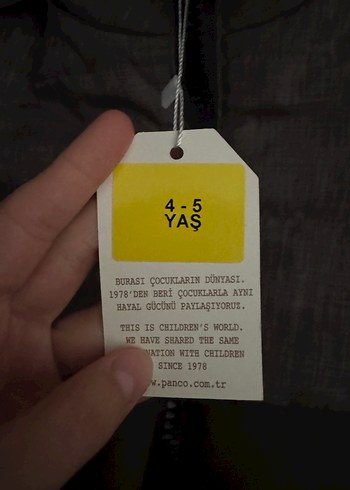 4 - 5
YAŞ
BURASI ÇOCUKLARIN DÜNYASI.
1978'DEN BERİ ÇOCUKLARLA AYNI
HAYAL GÜCÜNÜ PAYLAŞIYORUZ.
THIS IS CHILDREN'S WORLD.
WE HAVE SHARED THE SAME
NATION WITH CHILDREN
SINCE 1978
w.panco.com.tr